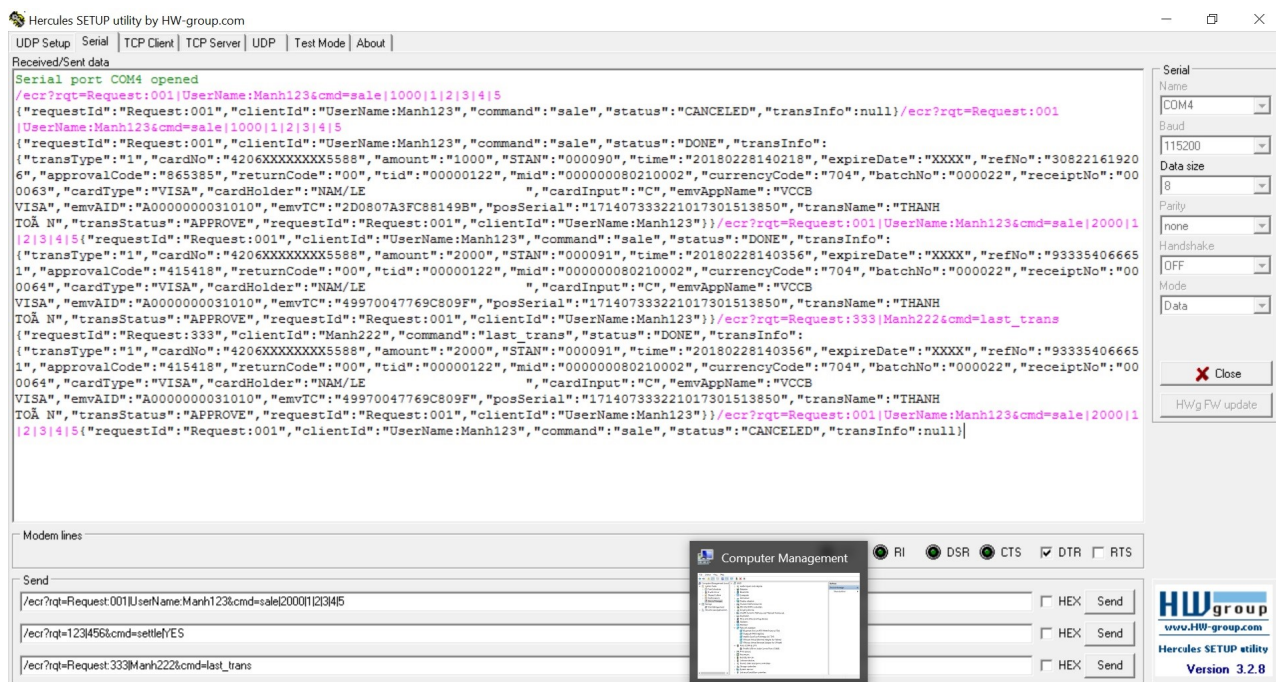 Hercules SETUP utility by HW-group.com
UDP Setup Serial TCP Client TCP Server UDP Test Mode About
Received/Sent data
Serial port COM4 opened
/ecr?rqt=Request:001|UserName:Manh123&cmd=sale|1000|1|2|3|4|5
{"requestId":"Request:001","clientId":"UserName:Manh123","command":"sale","status":"CANCELED","transInfo":null}/ecr?rqt=Request:001
|UserName:Manh123&cmd=sale|1000|1|2|3|4|5
{"requestId":"Request:001","clientId":"UserName:Manh123","command":"sale","status":"DONE","transInfo":
{"transType":"1","cardNo":"4206XXXXXXXX5588","amount":"1000","STAN":"000090","time":"20180228140218","expireDate":"XXXX","refNo":"30822161920
6","approvalCode":"865385","returnCode":"00","tid":"00000122","mid":"000000080210002","currencyCode":"704","batchNo":"000022","receiptNo":"00
0063","cardType":"VISA","cardHolder":"NAM/LE ","cardInput":"C","emvAppName":"VCCB
VISA","emvAID":"A0000000031010","emvTC":"2D0807A3FC88149B","posSerial":"171407333221017301513850","transName":"THANH
TOÃ N","transStatus":"APPROVE","requestId":"Request:001","clientId":"UserName:Manh123"}}/ecr?rqt=Request:001|UserName:Manh123&cmd=sale|2000|1
|2|3|4|5{"requestId":"Request:001","clientId":"UserName:Manh123","command":"sale","status":"DONE","transInfo":
{"transType":"1","cardNo":"4206XXXXXXXX5588","amount":"2000","STAN":"000091","time":"20180228140356","expireDate":"XXXX","refNo":"93335406665
1","approvalCode":"415418","returnCode":"00","tid":"00000122","mid":"000000080210002","currencyCode":"704","batchNo":"000022","receiptNo":"00
0064","cardType":"VISA","cardHolder":"NAM/LE ","cardInput":"C","emvAppName":"VCCB
VISA","emvAID":"A0000000031010","emvTC":"49970047769C809F","posSerial":"171407333221017301513850","transName":"THANH
TOÃ N","transStatus":"APPROVE","requestId":"Request:001","clientId":"UserName:Manh123"}}/ecr?rqt=Request:333|Manh222&cmd=last_trans
{"requestId":"Request:333","clientId":"Manh222","command":"last_trans","status":"DONE","transInfo":
{"transType":"1","cardNo":"4206XXXXXXXX5588","amount":"2000","STAN":"000091","time":"20180228140356","expireDate":"XXXX","refNo":"93335406665
1","approvalCode":"415418","returnCode":"00","tid":"00000122","mid":"000000080210002","currencyCode":"704","batchNo":"000022","receiptNo":"00
0064","cardType":"VISA","cardHolder":"NAM/LE ","cardInput":"C","emvAppName":"VCCB
VISA","emvAID":"A0000000031010","emvTC":"49970047769C809F","posSerial":"171407333221017301513850","transName":"THANH
TOÃ N","transStatus":"APPROVE","requestId":"Request:001","clientId":"UserName:Manh123"}}/ecr?rqt=Request:001|UserName:Manh123&cmd=sale|2000|1
|2|3|4|5{"requestId":"Request:001","clientId":"UserName:Manh123","command":"sale","status":"CANCELED","transInfo":null}
Serial
Name
COM4
Baud
115200
Data size
8
Parity
none
Handshake
OFF
Mode
Data
Close
HWg FW update
Modem lines
RI DSR CTS DTR RTS
Computer Management
Send
/ecr?rqt=Request:001|UserName:Manh123&cmd=sale|2000|1|2|3|4|5
HEX Send
/ecr?rqt=123|456&cmd=settle|YES
HEX Send
/ecr?rqt=Request:333|Manh222&cmd=last_trans
HEX Send
HW group
www.HW-group.com
Hercules SETUP utility
Version 3.2.8